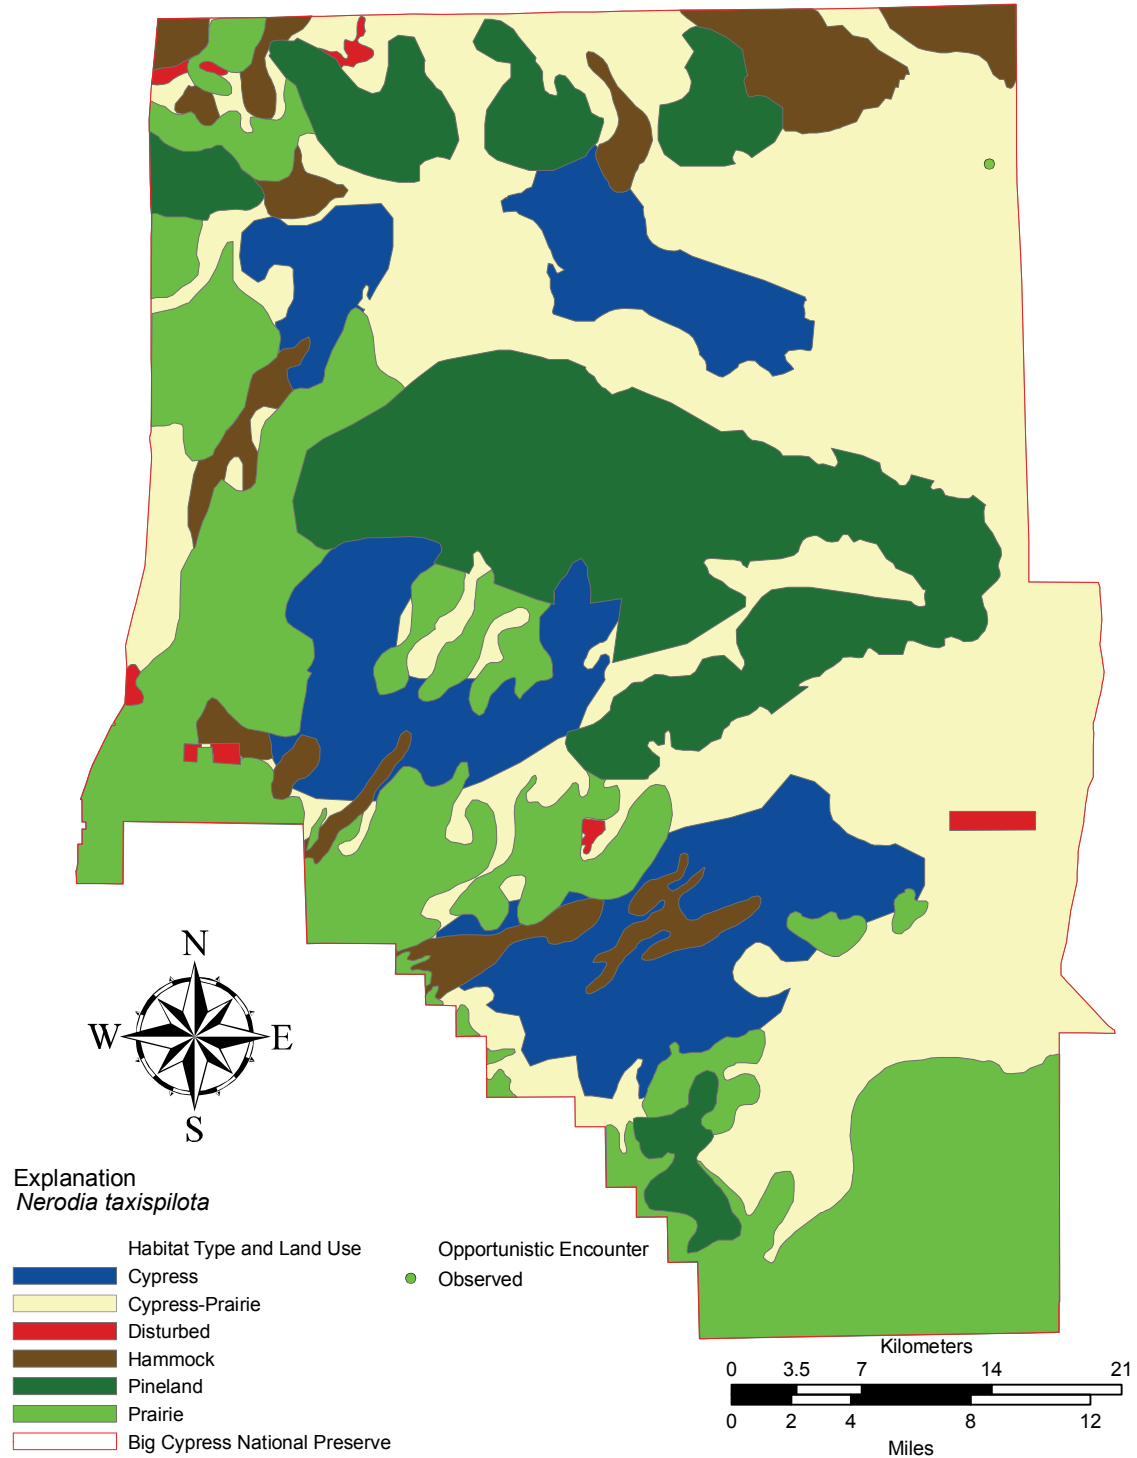 N
W E
S
Explanation
Nerodia taxispilota
Habitat Type and Land Use
Cypress
Cypress-Prairie
Disturbed
Hammock
Pineland
Prairie
Big Cypress National Preserve
Opportunistic Encounter
Observed
Kilometers
0 3.5 7 14 21
0 2 4 8 12
Miles